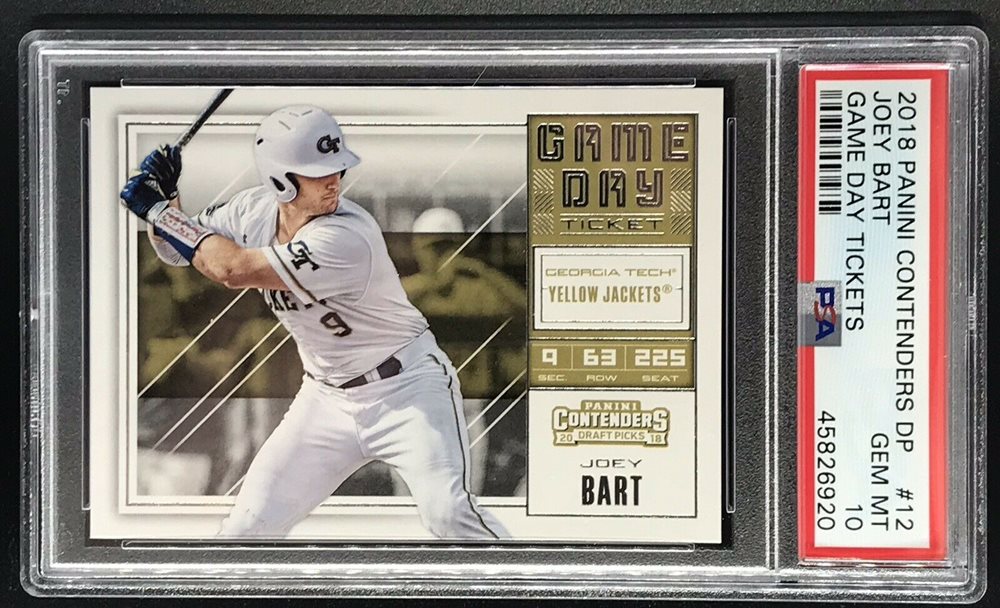 GAME
DAY
TICKET
GEORGIA TECH®
YELLOW JACKETS®
9 63 225
SEC. ROW SEAT
PANINI
CONTENDERS
20 DRAFT PICKS 18
JOEY
BART
GT
GT
9
2018 PANINI CONTENDERS DP #12
JOEY BART GEM MT
GAME DAY TICKETS 10
PSA 45826920